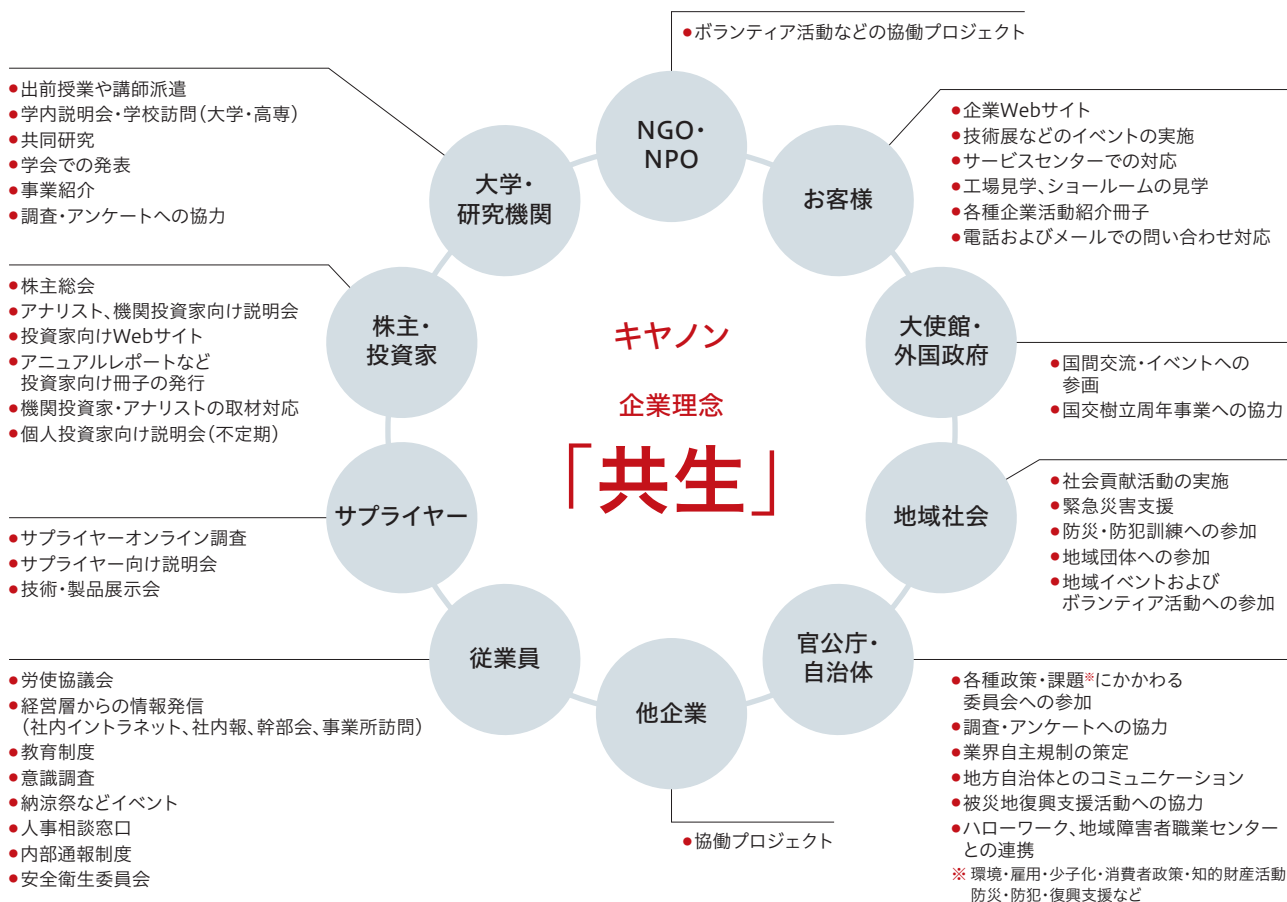 ●ボランティア活動などの協働プロジェクト
NGO・
NPO
●企業Webサイト
●技術展などのイベントの実施
●サービスセンターでの対応
●工場見学、ショールームの見学
●各種企業活動紹介冊子
●電話およびメールでの問い合わせ対応
お客様
大使館・
外国政府
●国間交流・イベントへの
参画
●国交樹立周年事業への協力
地域社会
●社会貢献活動の実施
●緊急災害支援
●防災・防犯訓練への参加
●地域団体への参加
●地域イベントおよび
ボランティア活動への参加
官公庁・
自治体
●各種政策・課題※にかかわる
委員会への参加
●調査・アンケートへの協力
●業界自主規制の策定
●地方自治体とのコミュニケーション
●被災地復興支援活動への協力
●ハローワーク、地域障害者職業センター
との連携
※ 環境・雇用・少子化・消費者政策・知的財産活動
防災・防犯・復興支援など
他企業
●協働プロジェクト
従業員
●労使協議会
●経営層からの情報発信
（社内イントラネット、社内報、幹部会、事業所訪問）
●教育制度
●意識調査
●納涼祭などイベント
●人事相談窓口
●内部通報制度
●安全衛生委員会
サプライヤー
●サプライヤーオンライン調査
●サプライヤー向け説明会
●技術・製品展示会
株主・
投資家
●株主総会
●アナリスト、機関投資家向け説明会
●投資家向けWebサイト
●アニュアルレポートなど
投資家向け冊子の発行
●機関投資家・アナリストの取材対応
●個人投資家向け説明会（不定期）
大学・
研究機関
●出前授業や講師派遣
●学内説明会・学校訪問（大学・高専）
●共同研究
●学会での発表
●事業紹介
●調査・アンケートへの協力
キヤノン
企業理念
「共生」